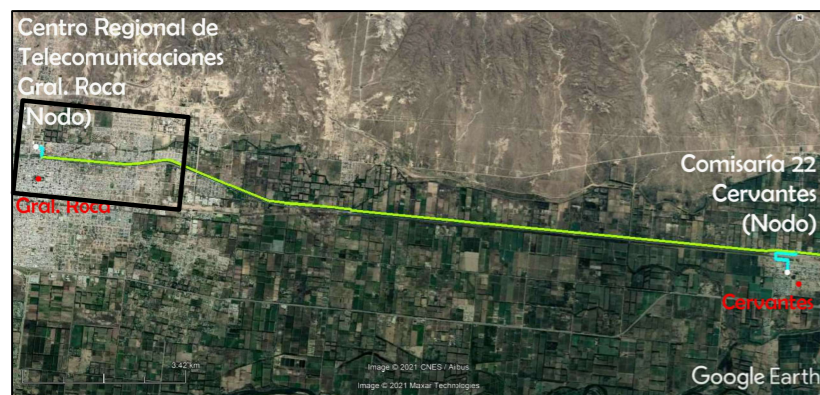 Centro Regional de
Telecomunicaciones
Gral. Roca
(Nodo)
Gral. Roca
Comisaría 22
Cervantes
(Nodo)
Cervantes
3.42 km
Image © 2021 CNES / Airbus
Image © 2021 Maxar Technologies
Google Earth
N